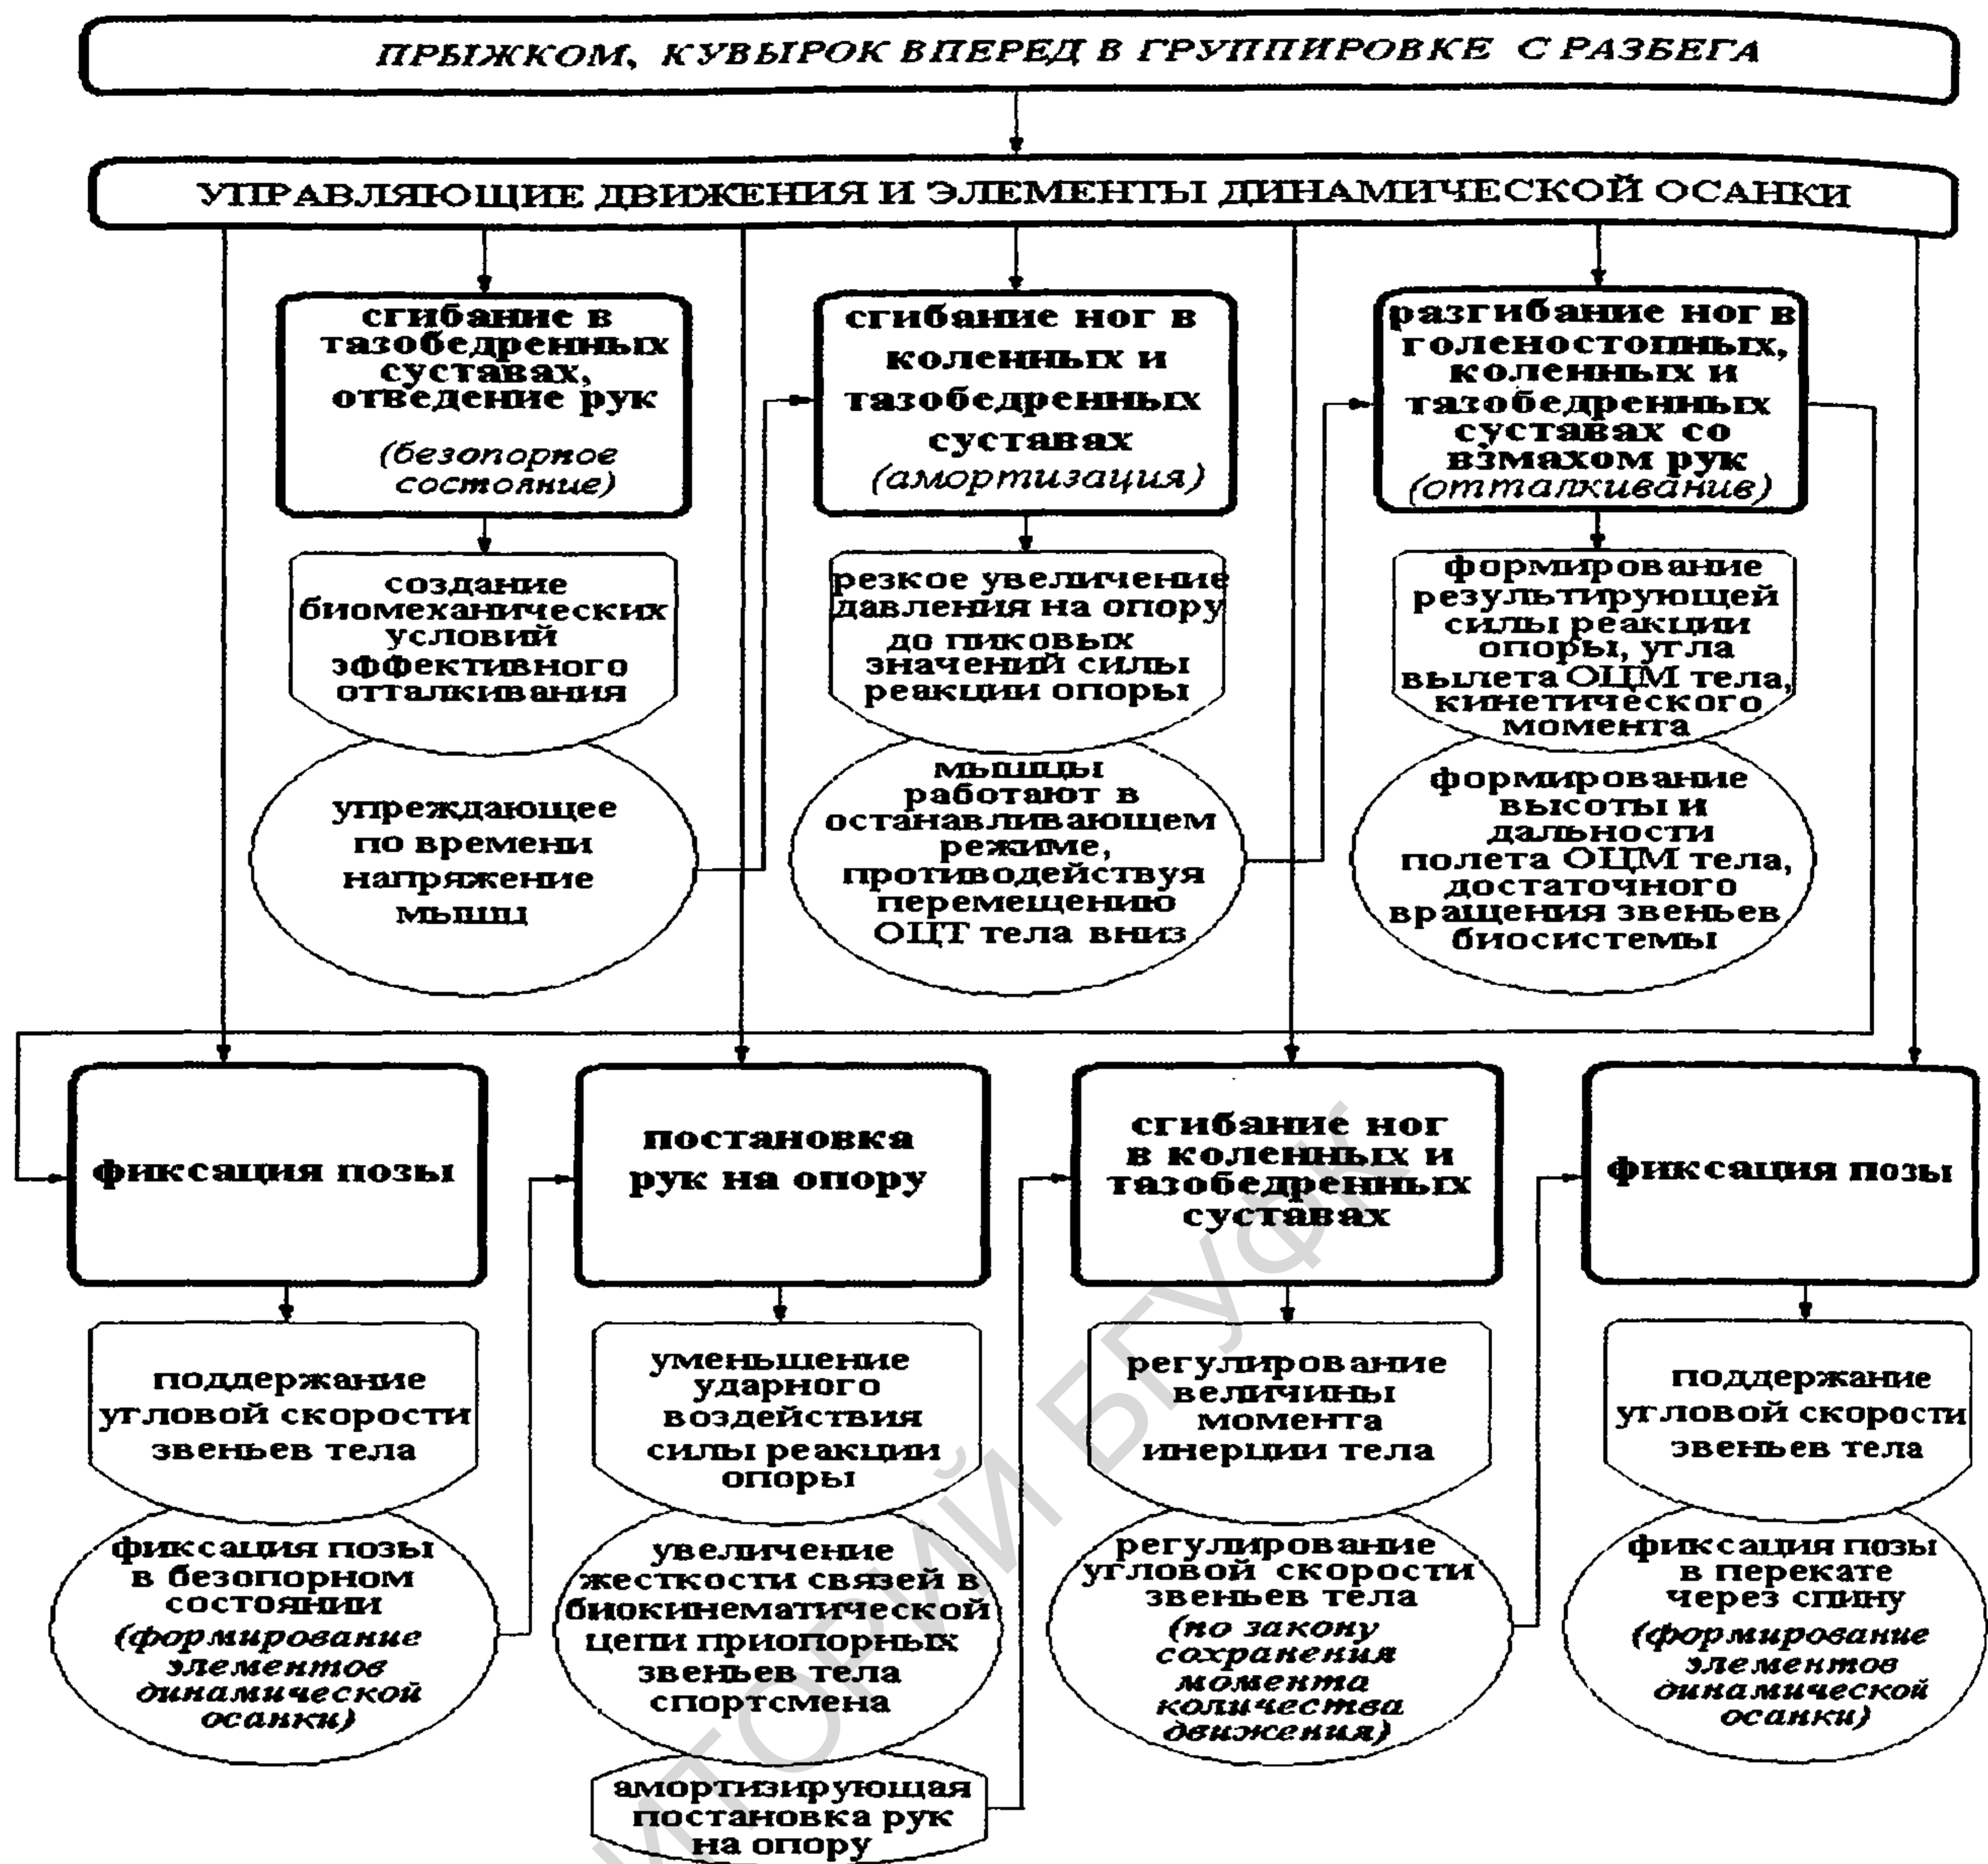 ПРЫЖКОМ, КУВЫРОК ВПЕРЕД В ГРУППИРОВКЕ С РАЗБЕГА
УПРАВЛЯЮЩИЕ ДВИЖЕНИЯ И ЭЛЕМЕНТЫ ДИНАМИЧЕСКОЙ ОСАНКИ
сгибание в
тазобедренных
суставах,
отведение рук
(безопорное
состояние)
создание
биомеханических
условий
эффективного
отталкивания
упреждающее
по времени
напряжение
мышц
сгибание ног в
коленных и
тазобедренных
суставах
(амортизация)
резкое увеличение
давления на опору
до пиковых
значений силы
реакции опоры
мышцы
работают в
останавливающем
режиме,
противодействуя
перемещению
ОЦТ тела вниз
разгибание ног в
голеностопных,
коленных и
тазобедренных
суставах со
взмахом рук
(отталкивание)
формирование
результирующей
силы реакции
опоры, угла
вылета ОЦМ тела,
кинетического
момента
формирование
высоты и
дальности
полета ОЦМ тела,
достаточного
вращения звеньев
биосистемы
фиксация позы
поддержание
угловой скорости
звеньев тела
фиксация позы
в безопорном
состоянии
(формирование
элементов
динамической
осанки)
постановка
рук на опору
уменьшение
ударного
воздействия
силы реакции
опоры
увеличение
жесткости связей в
биокинематической
цепи приопорных
звеньев тела
спортсмена
амортизирующая
постановка рук
на опору
сгибание ног
в коленных и
тазобедренных
суставах
регулирование
величины
момента
инерции тела
регулирование
угловой скорости
звеньев тела
(по закону
сохранения
момента
количества
движения)
фиксация позы
поддержание
угловой скорости
звеньев тела
фиксация позы
в перекате
через спину
(формирование
элементов
динамической
осанки)
БГУФК